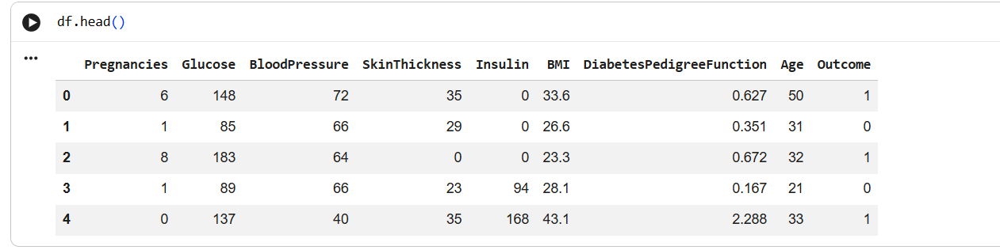 df.head()
Pregnancies Glucose BloodPressure SkinThickness Insulin BMI DiabetesPedigreeFunction Age Outcome
0 6 148 72 35 0 33.6 0.627 50 1
1 1 85 66 29 0 26.6 0.351 31 0
2 8 183 64 0 0 23.3 0.672 32 1
3 1 89 66 23 94 28.1 0.167 21 0
4 0 137 40 35 168 43.1 2.288 33 1